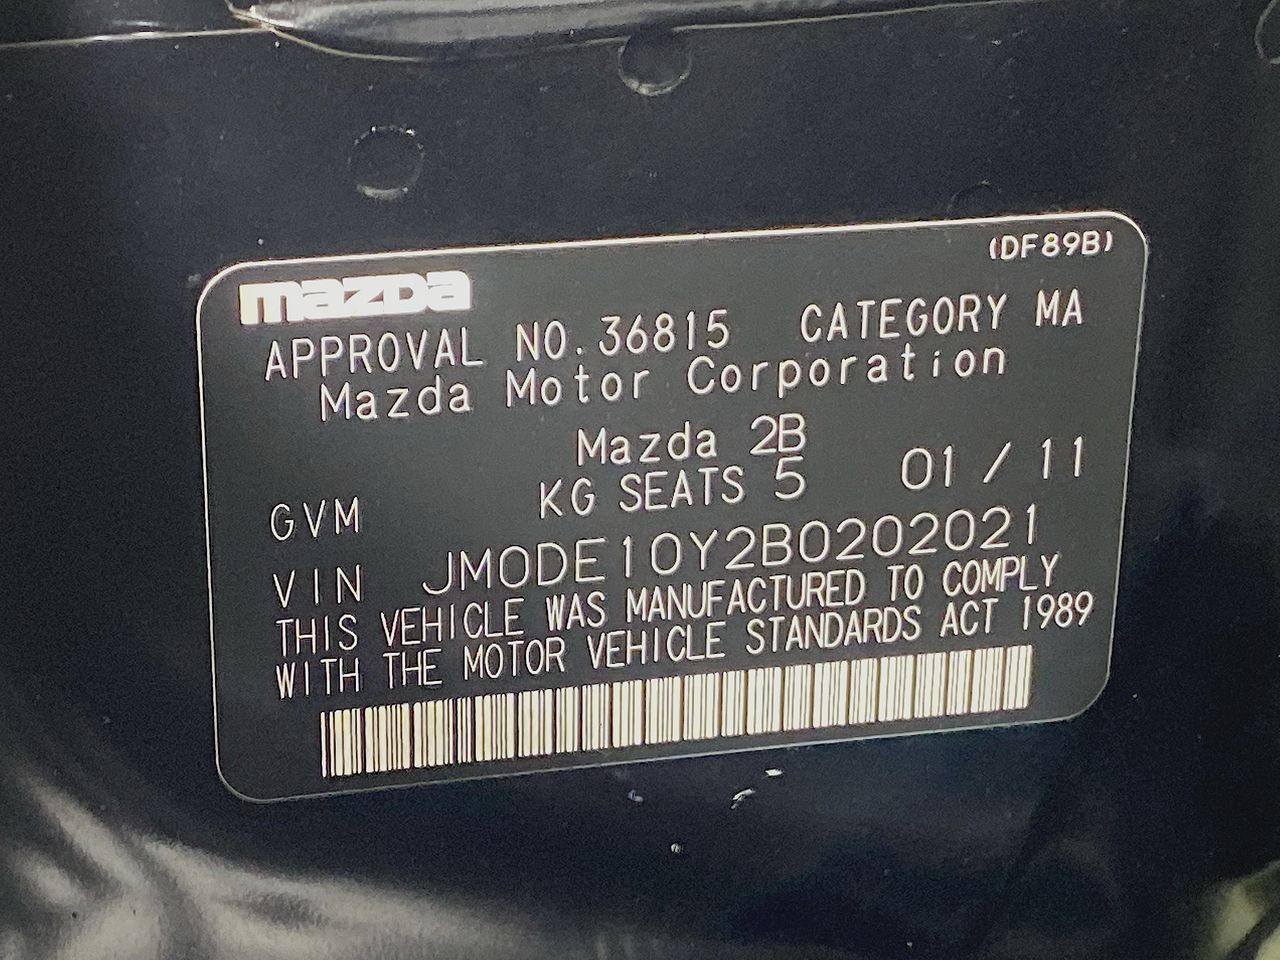 (DF89B)
mazda
APPROVAL NO.36815 CATEGORY MA
Mazda Motor Corporation
Mazda 2B
GVM KG SEATS 5 01 / 11
VIN JM0DE10Y2B0202021
THIS VEHICLE WAS MANUFACTURED TO COMPLY
WITH THE MOTOR VEHICLE STANDARDS ACT 1989